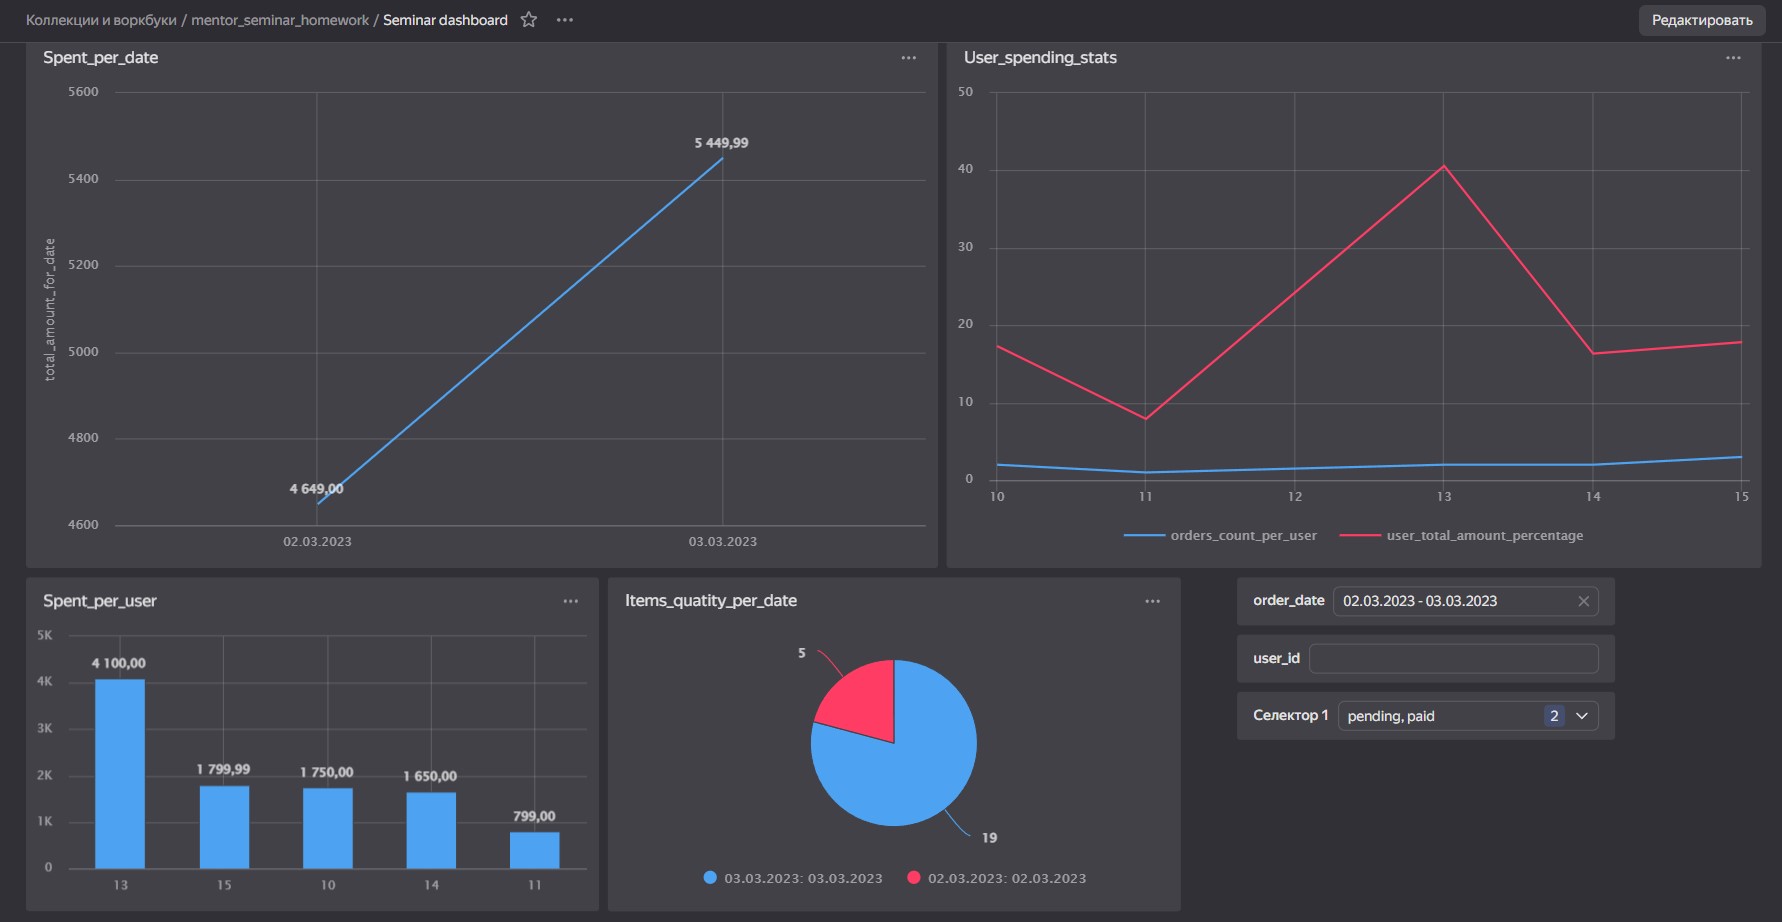 Коллекции и воркбуки / mentor_seminar_homework / Seminar dashboard
Редактировать
Spent_per_date
5600
5400
5200
5000
4800
4600
total_amount_for_date
5 449,99
4 649,00
02.03.2023
03.03.2023
User_spending_stats
50
40
30
20
10
0
10
11
12
13
14
15
orders_count_per_user
user_total_amount_percentage
Spent_per_user
5K
4K
3K
2K
1K
0
4 100,00
1 799,99
1 750,00
1 650,00
799,00
13
15
10
14
11
Items_quatity_per_date
5
19
03.03.2023: 03.03.2023
02.03.2023: 02.03.2023
order_date 02.03.2023 - 03.03.2023
user_id
Селектор 1 pending, paid 2